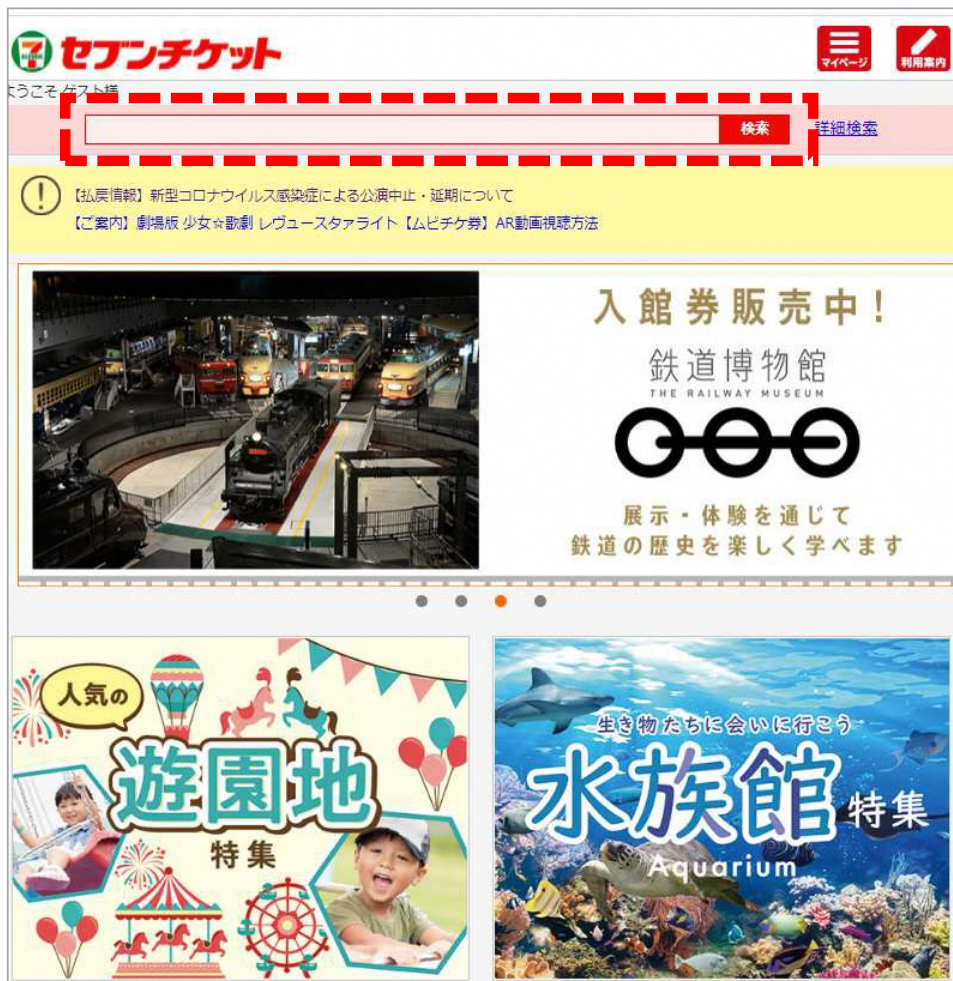 セブンチケット
マイページ
利用案内
ようこそ ゲスト様
検索
詳細検索
【払戻情報】新型コロナウイルス感染症による公演中止・延期について
【ご案内】劇場版 少女☆歌劇 レヴュースタァライト【ムビチケ券】AR動画視聴方法
入館券販売中！
鉄道博物館
THE RAILWAY MUSEUM
展示・体験を通じて
鉄道の歴史を楽しく学べます
人気の
遊園地
特集
生き物たちに会いに行こう
水族館 特集
Aquarium